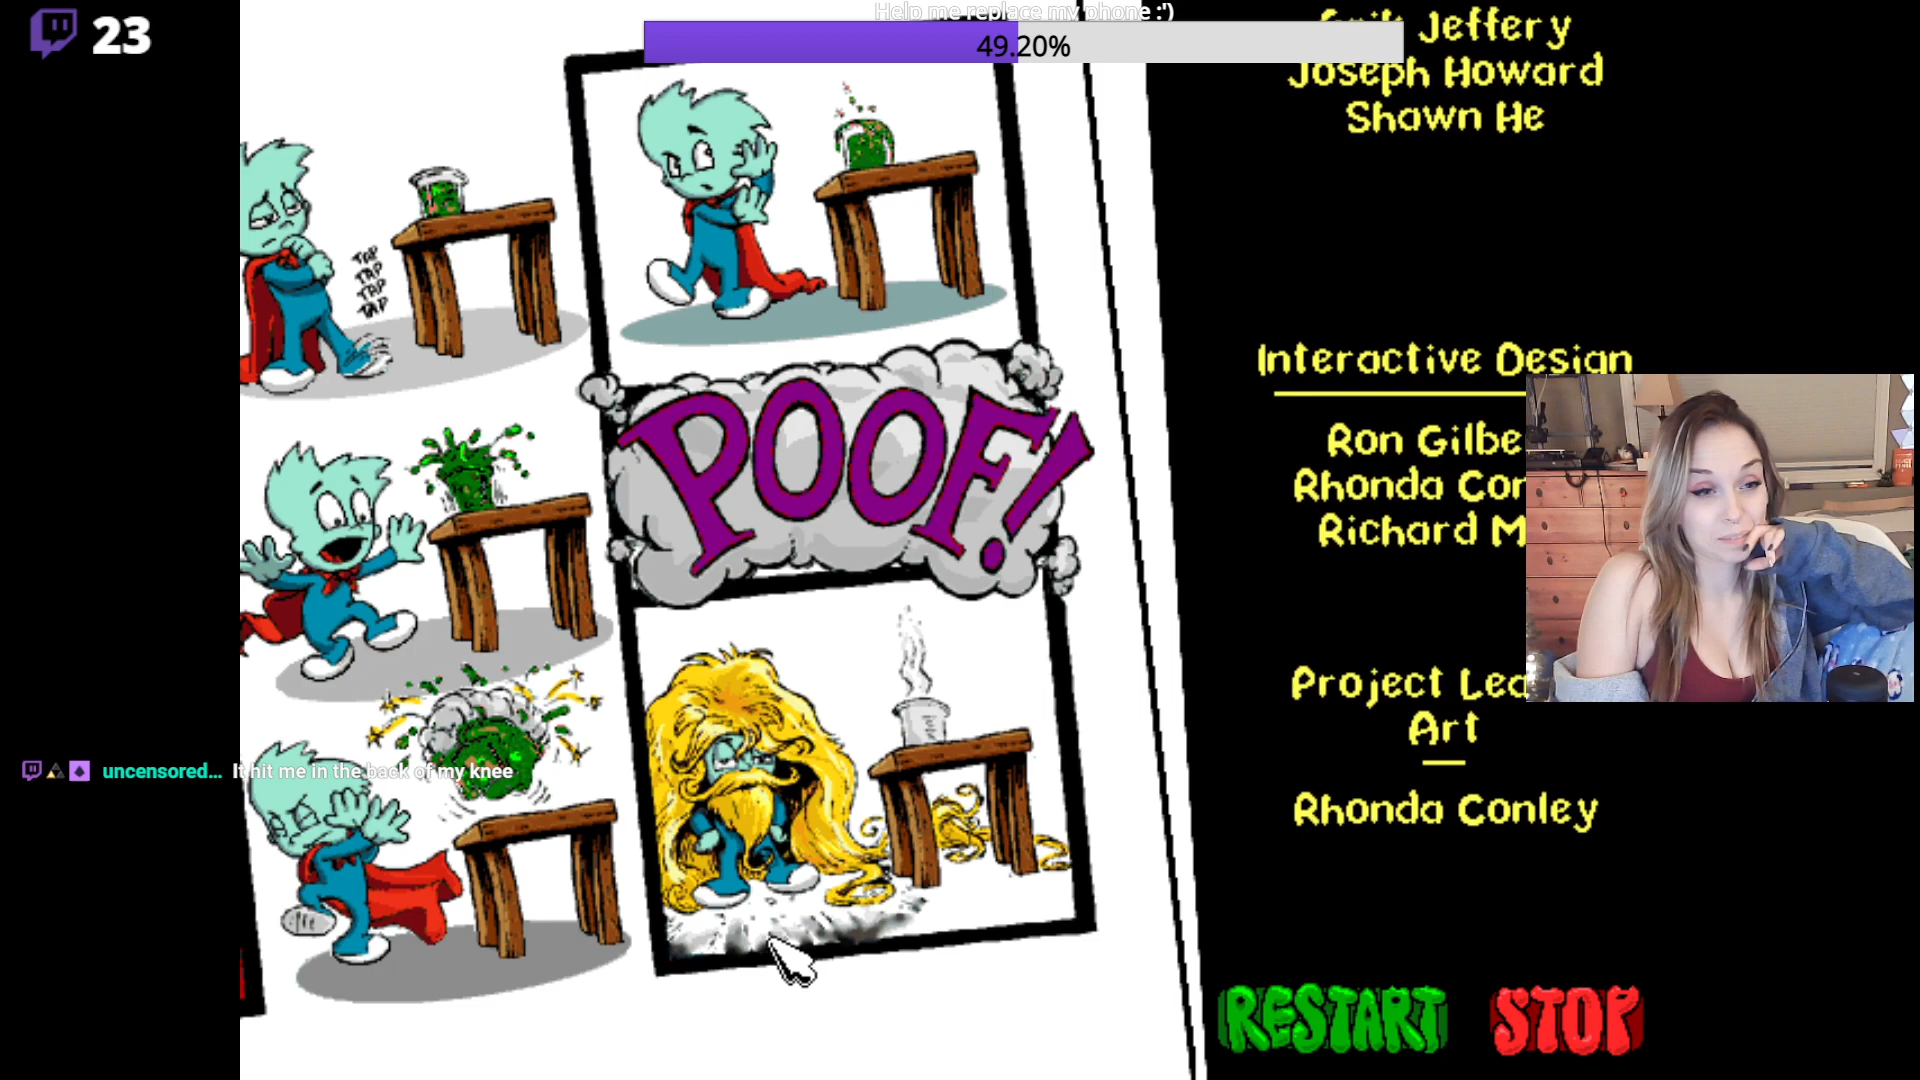 23
Help me replace my phone :')
49.20%
Jeffery
Joseph Howard
Shawn He
TAP
TAP
TAP
TAP
Interactive Design
POOF!
Ron Gilbe
Rhonda Con
Richard M
Project Lea
Art
uncensored... It hit me in the back of my knee
Rhonda Conley
RESTART STOP